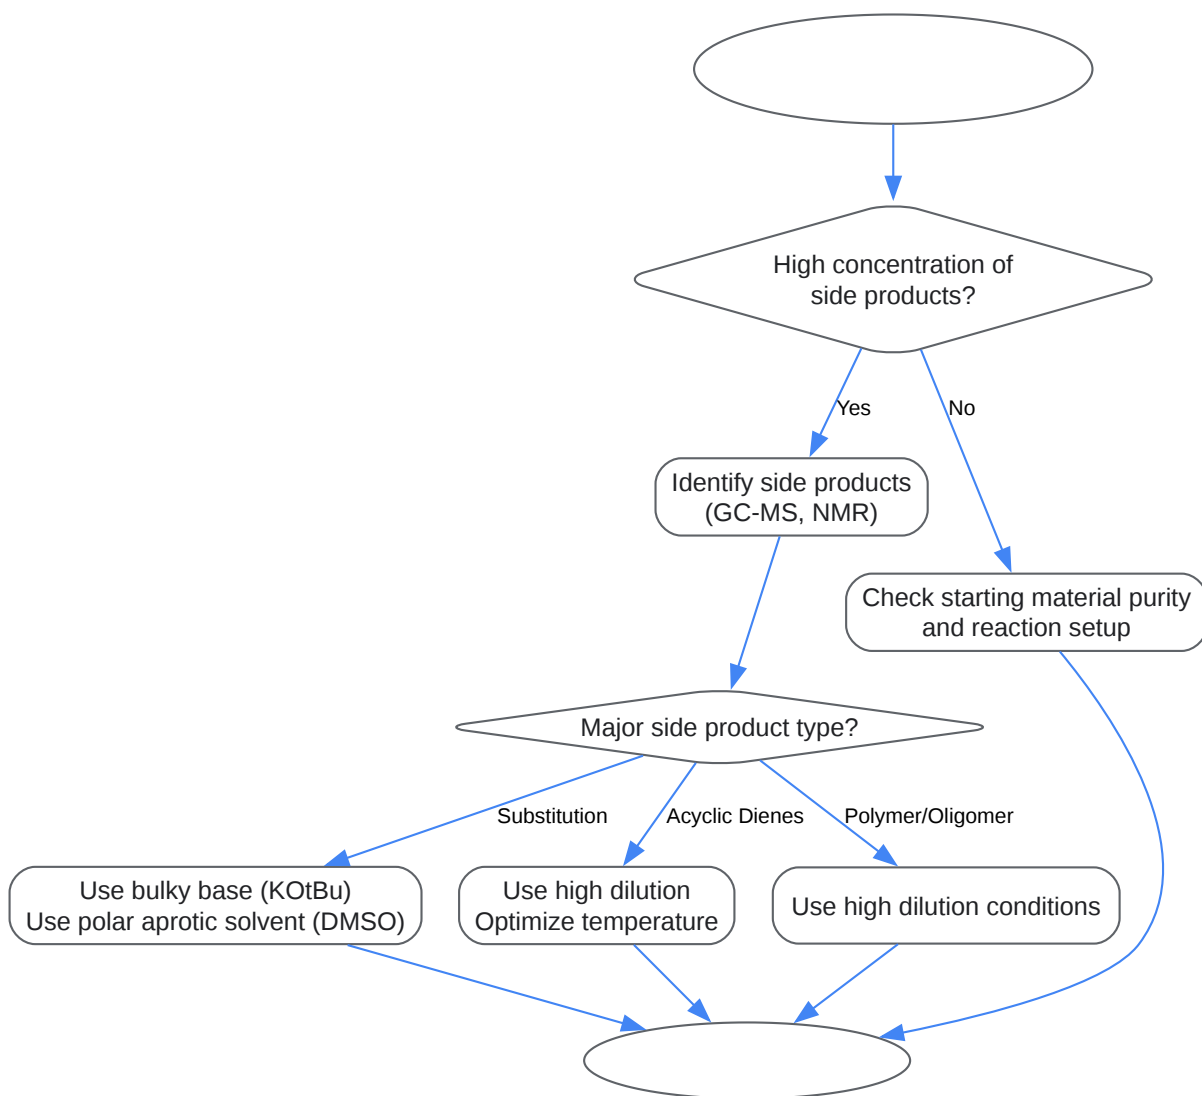 High concentration of
side products?
Yes
No
Identify side products
(GC-MS, NMR)
Check starting material purity
and reaction setup
Major side product type?
Substitution
Acyclic Dienes
Polymer/Oligomer
Use bulky base (KOtBu)
Use polar aprotic solvent (DMSO)
Use high dilution
Optimize temperature
Use high dilution conditions